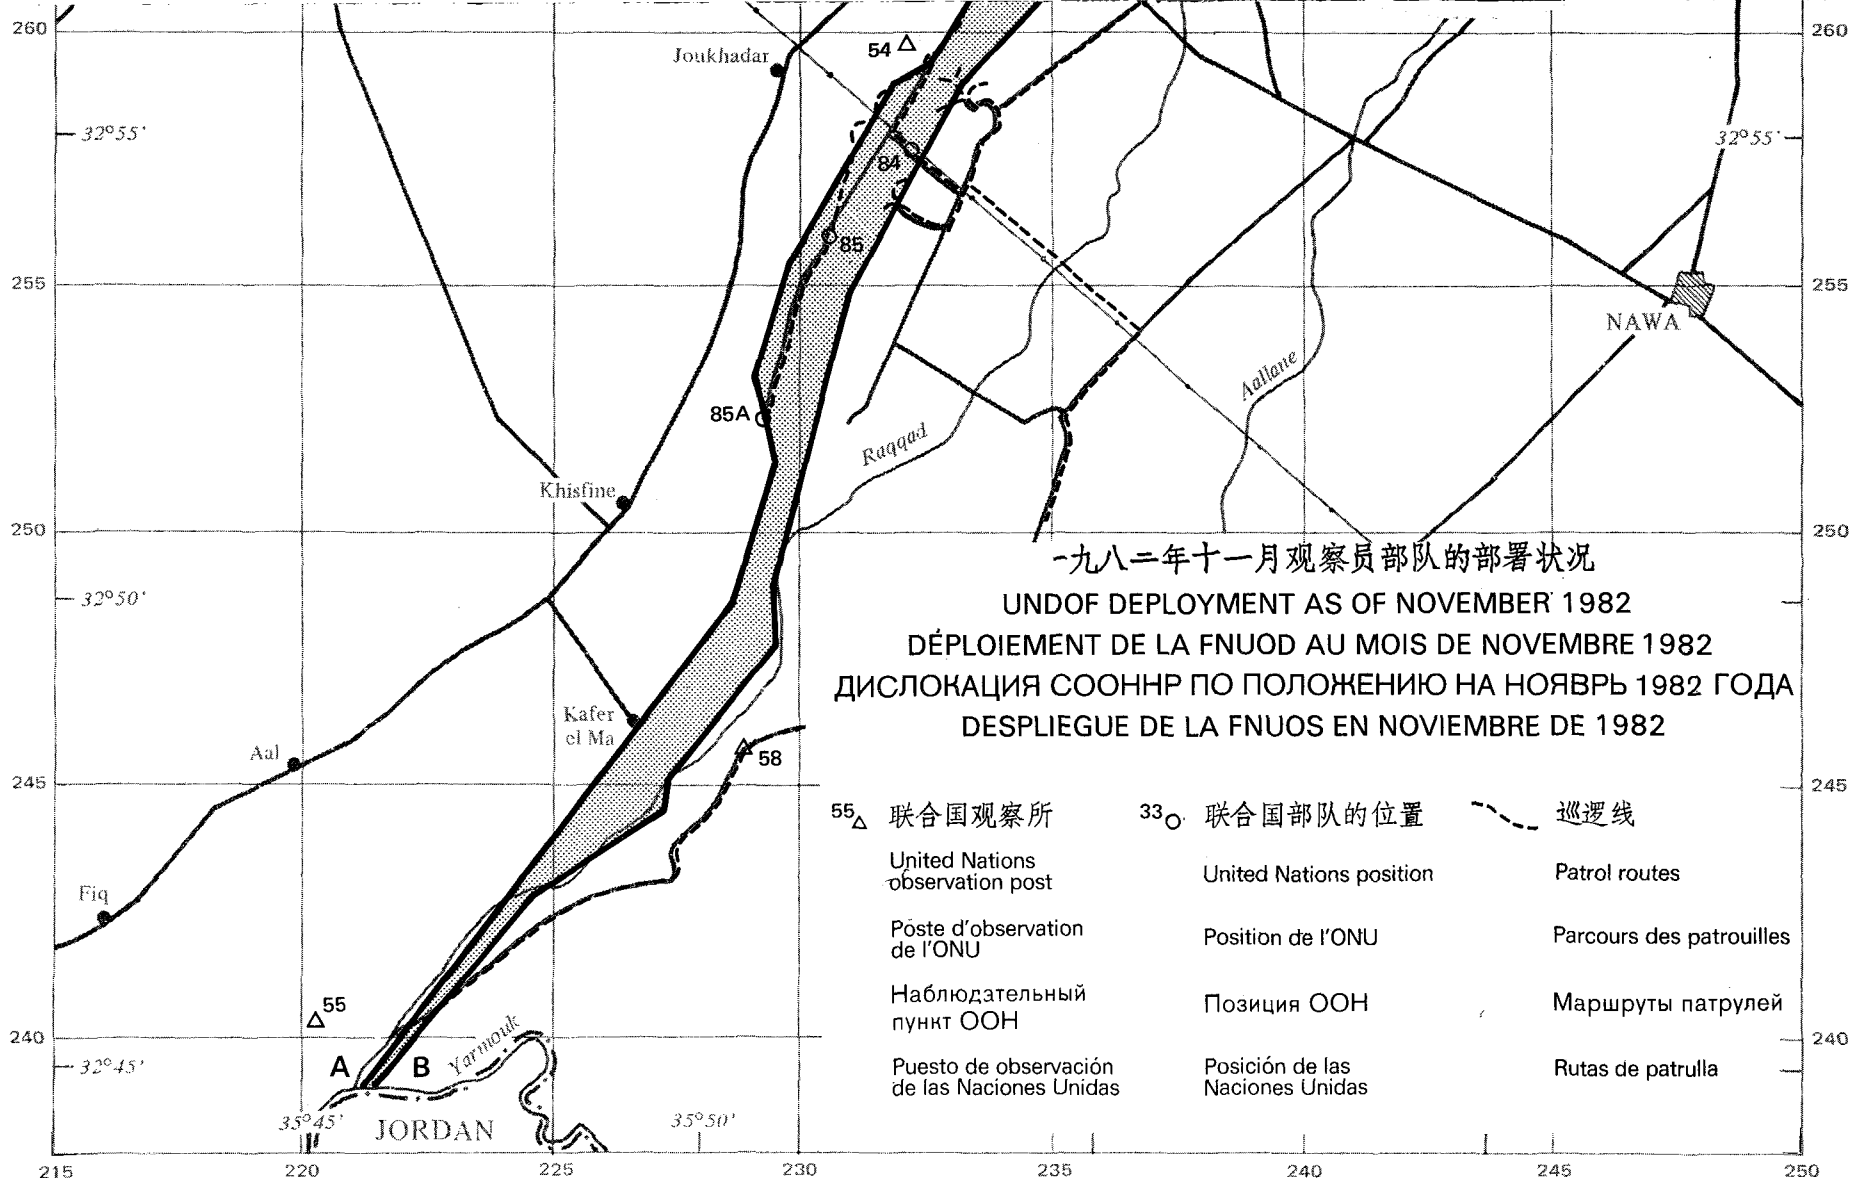 260
260
54
Joukhadar
32°55'
32°55'
84
85
255
255
NAWA
Aallane
85A
Raqqad
Khisfine
250
250
一九八二年十一月观察员部队的部署状况
32°50'
UNDOF DEPLOYMENT AS OF NOVEMBER 1982
DÉPLOIEMENT DE LA FNUOD AU MOIS DE NOVEMBRE 1982
ДИСЛОКАЦИЯ СООННР ПО ПОЛОЖЕНИЮ НА НОЯВРЬ 1982 ГОДА
DESPLIEGUE DE LA FNUOS EN NOVIEMBRE DE 1982
Kafer
el Ma
Aal
58
245
245
55 联合国观察所
33 联合国部队的位置
巡逻线
United Nations
observation post
United Nations position
Patrol routes
Fiq
Poste d'observation
de l'ONU
Position de l'ONU
Parcours des patrouilles
55
Наблюдательный
пункт ООН
Позиция ООН
Маршруты патрулей
240
240
Yarmouk
A
B
32°45'
Puesto de observación
de las Naciones Unidas
Posición de las
Naciones Unidas
Rutas de patrulla
35°45'
JORDAN
35°50'
215
220
225
230
235
240
245
250